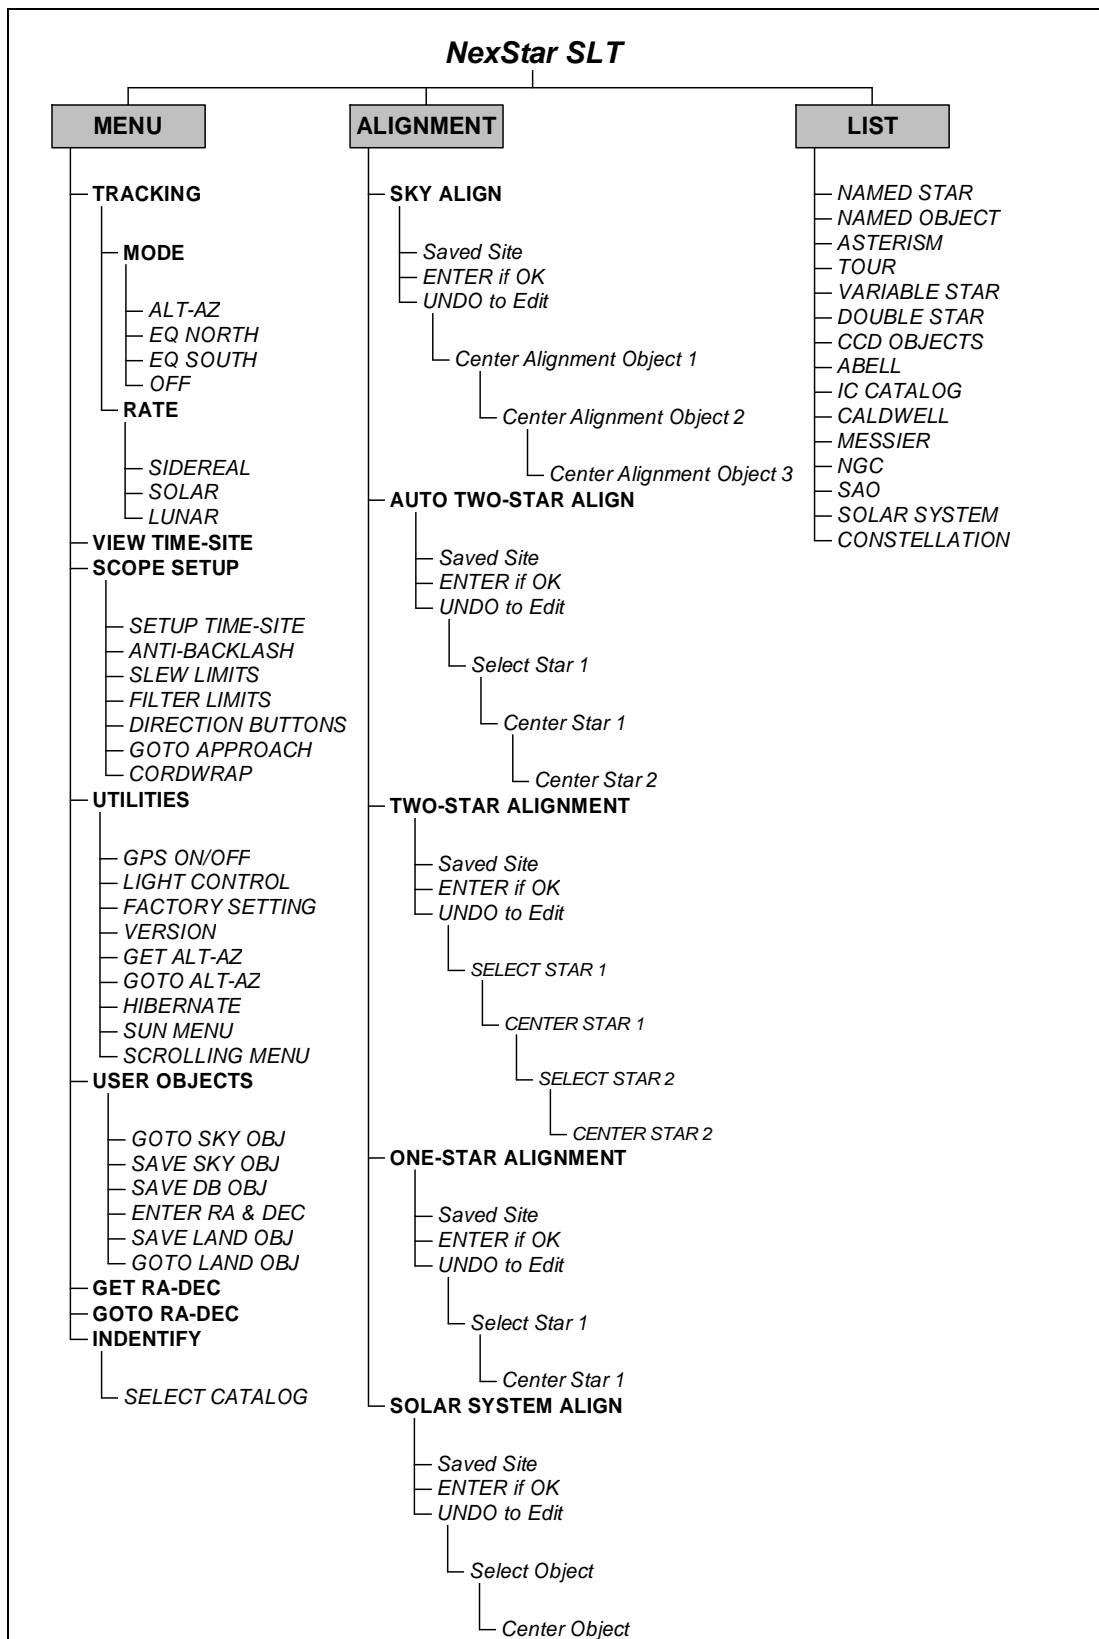 NexStar SLT
MENU
TRACKING
MODE
ALT-AZ
EQ NORTH
EQ SOUTH
OFF
RATE
SIDEREAL
SOLAR
LUNAR
VIEW TIME-SITE
SCOPE SETUP
SETUP TIME-SITE
ANTI-BACKLASH
SLEW LIMITS
FILTER LIMITS
DIRECTION BUTTONS
GOTO APPROACH
CORDWRAP
UTILITIES
GPS ON/OFF
LIGHT CONTROL
FACTORY SETTING
VERSION
GET ALT-AZ
GOTO ALT-AZ
HIBERNATE
SUN MENU
SCROLLING MENU
USER OBJECTS
GOTO SKY OBJ
SAVE SKY OBJ
SAVE DB OBJ
ENTER RA & DEC
SAVE LAND OBJ
GOTO LAND OBJ
GET RA-DEC
GOTO RA-DEC
INDENTIFY
SELECT CATALOG
ALIGNMENT
SKY ALIGN
Saved Site
ENTER if OK
UNDO to Edit
Center Alignment Object 1
Center Alignment Object 2
Center Alignment Object 3
AUTO TWO-STAR ALIGN
Saved Site
ENTER if OK
UNDO to Edit
Select Star 1
Center Star 1
Center Star 2
TWO-STAR ALIGNMENT
Saved Site
ENTER if OK
UNDO to Edit
SELECT STAR 1
CENTER STAR 1
SELECT STAR 2
CENTER STAR 2
ONE-STAR ALIGNMENT
Saved Site
ENTER if OK
UNDO to Edit
Select Star 1
Center Star 1
SOLAR SYSTEM ALIGN
Saved Site
ENTER if OK
UNDO to Edit
Select Object
Center Object
LIST
NAMED STAR
NAMED OBJECT
ASTERISM
TOUR
VARIABLE STAR
DOUBLE STAR
CCD OBJECTS
ABELL
IC CATALOG
CALDWELL
MESSIER
NGC
SAO
SOLAR SYSTEM
CONSTELLATION